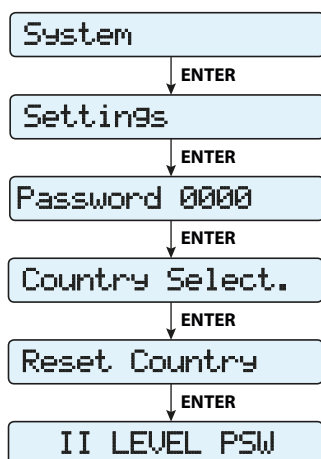 System
ENTER
Settings
ENTER
Password 0000
ENTER
Country Select.
ENTER
Reset Country
ENTER
II LEVEL PSW